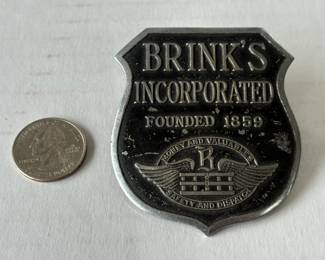 BRINK'S
INCORPORATED
FOUNDED 1859
MONEY AND VALUABLES
B
SAFETY AND DISPATCH